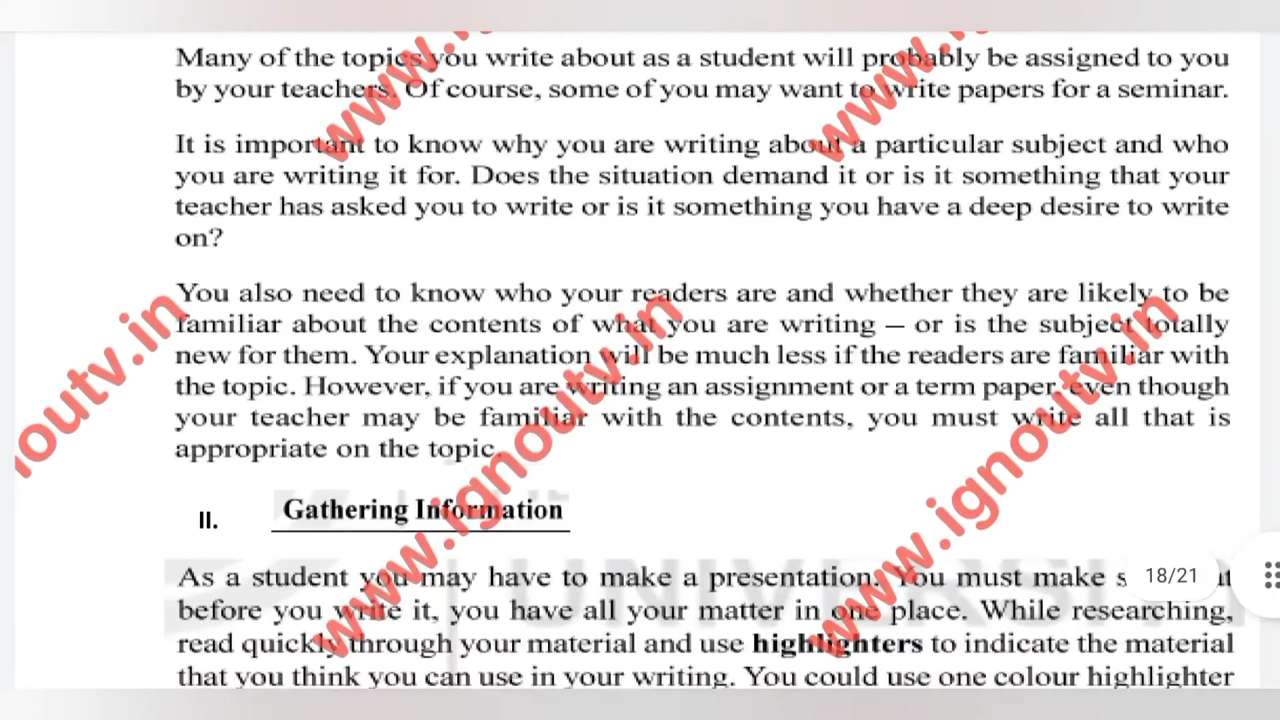 Many of the topics you write about as a student will probably be assigned to you
by your teachers. Of course, some of you may want to write papers for a seminar.
It is important to know why you are writing about a particular subject and who
you are writing it for. Does the situation demand it or is it something that your
teacher has asked you to write or is it something you have a deep desire to write
on?
You also need to know who your readers are and whether they are likely to be
familiar about the contents of what you are writing – or is the subject totally
new for them. Your explanation will be much less if the readers are familiar with
the topic. However, if you are writing an assignment or a term paper, even though
your teacher may be familiar with the contents, you must write all that is
appropriate on the topic.
II. Gathering Information
As a student you may have to make a presentation. You must make
18/21
before you write it, you have all your matter in one place. While researching,
read quickly through your material and use highlighters to indicate the material
that you think you can use in your writing. You could use one colour highlighter
www.ignoutv.in
www.ignoutv.in